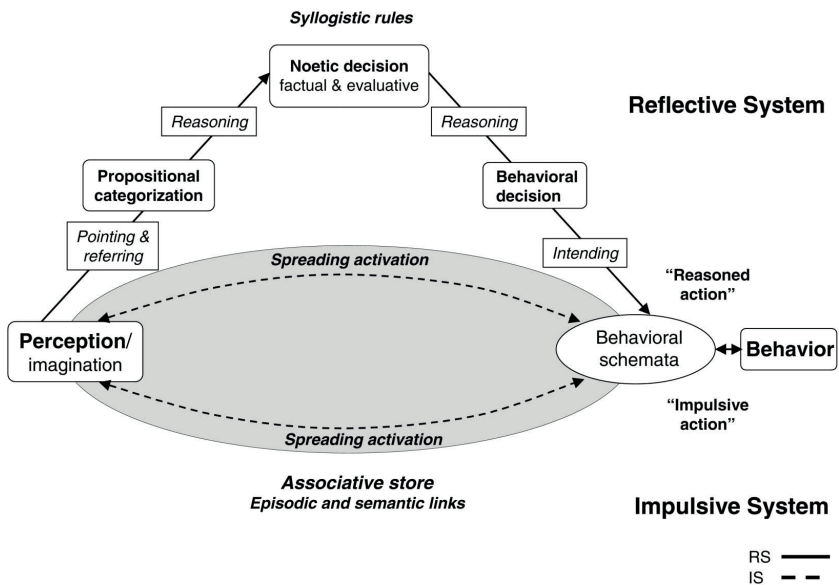 Syllogistic rules
Noetic decision
factual & evaluative
Reflective System
Reasoning
Reasoning
Propositional
categorization
Behavioral
decision
Pointing &
referring
Intending
Spreading activation
“Reasoned
action”
Perception/
imagination
Behavioral
schemata
Behavior
“Impulsive
action”
Spreading activation
Associative store
Episodic and semantic links
Impulsive System
RS
IS